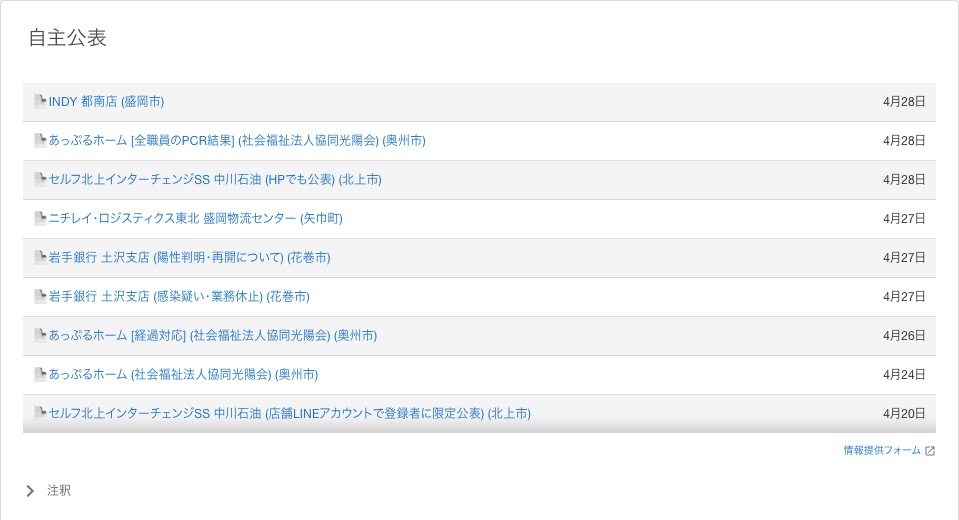 自主公表
INDY 都南店 (盛岡市) 4月28日
あっぷるホーム [全職員のPCR結果] (社会福祉法人協同光陽会) (奥州市) 4月28日
セルフ北上インターチェンジSS 中川石油 (HPでも公表) (北上市) 4月28日
ニチレイ・ロジスティクス東北 盛岡物流センター (矢巾町) 4月27日
岩手銀行 土沢支店 (陽性判明・再開について) (花巻市) 4月27日
岩手銀行 土沢支店 (感染疑い・業務休止) (花巻市) 4月27日
あっぷるホーム [経過対応] (社会福祉法人協同光陽会) (奥州市) 4月26日
あっぷるホーム (社会福祉法人協同光陽会) (奥州市) 4月24日
セルフ北上インターチェンジSS 中川石油 (店舗LINEアカウントで登録者に限定公表) (北上市) 4月20日
情報提供フォーム
注釈